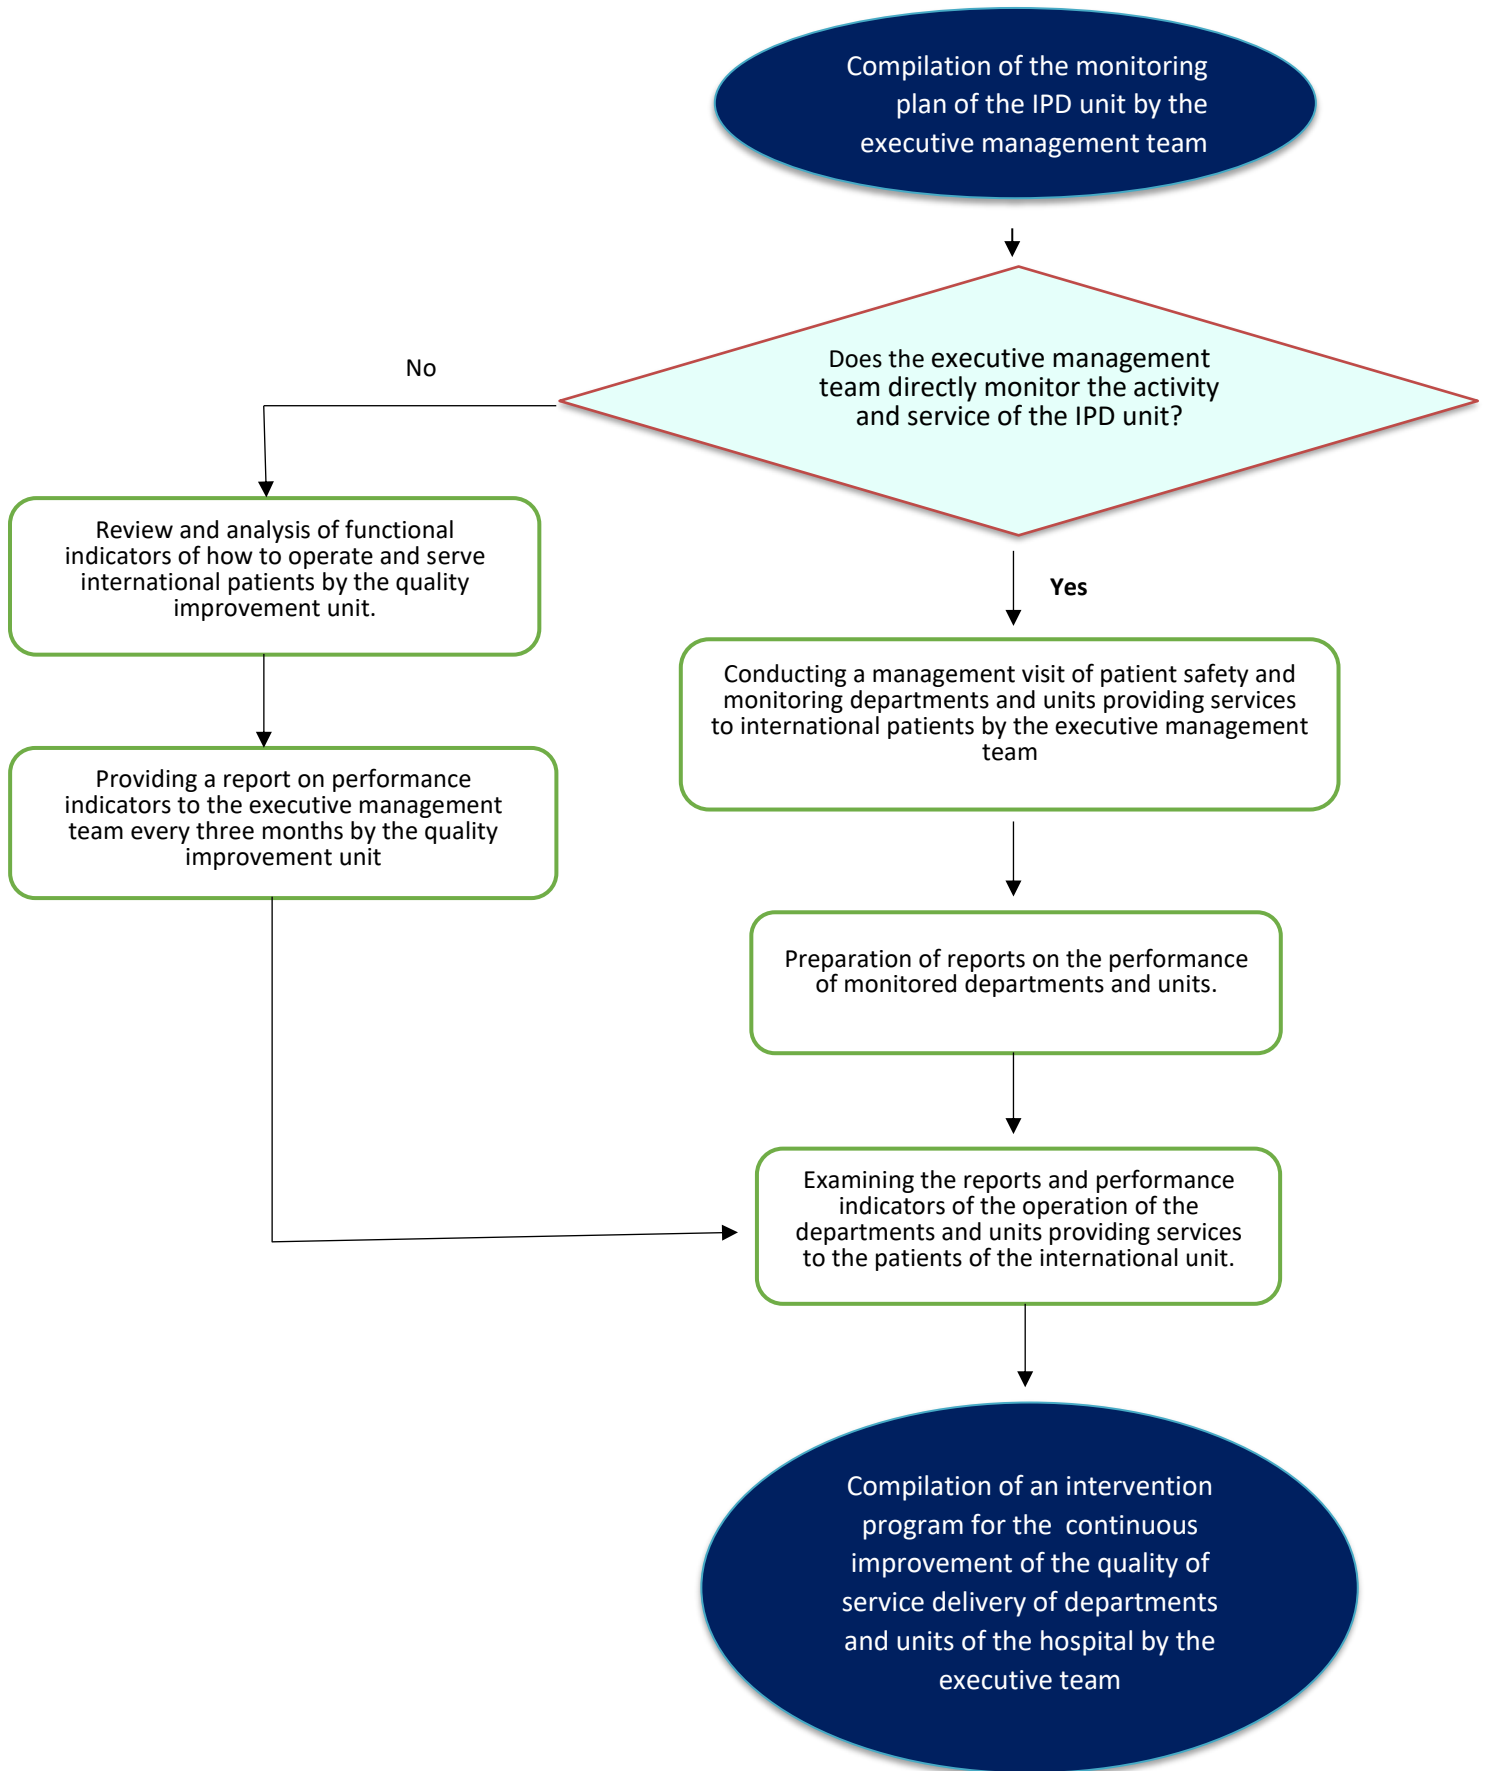 Compilation of the monitoring
plan of the IPD unit by the
executive management team
Does the executive management
team directly monitor the activity
and service of the IPD unit?
No
Yes
Review and analysis of functional
indicators of how to operate and serve
international patients by the quality
improvement unit.
Conducting a management visit of patient safety and
monitoring departments and units providing services
to international patients by the executive management
team
Providing a report on performance
indicators to the executive management
team every three months by the quality
improvement unit
Preparation of reports on the performance
of monitored departments and units.
Examining the reports and performance
indicators of the operation of the
departments and units providing services
to the patients of the international unit.
Compilation of an intervention
program for the  continuous
improvement of the quality of
service delivery of departments
and units of the hospital by the
executive team